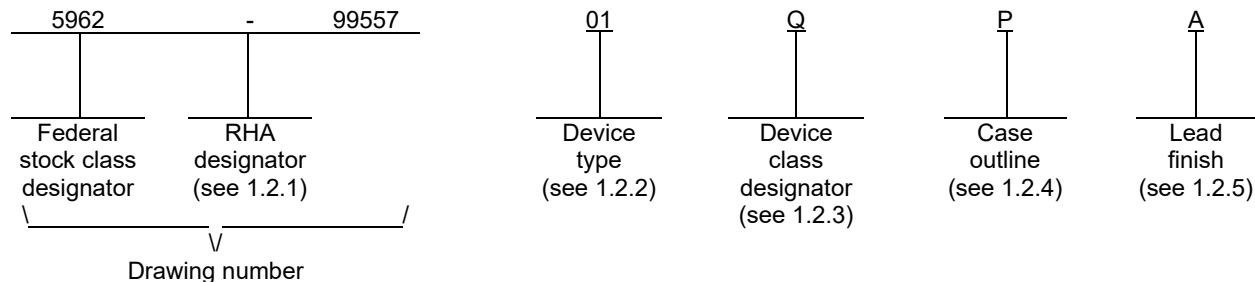 5962 - 99557 01 Q P A
Federal stock class designator
RHA designator (see 1.2.1)
Device type (see 1.2.2)
Device class designator (see 1.2.3)
Case outline (see 1.2.4)
Lead finish (see 1.2.5)
\ /
\/
Drawing number